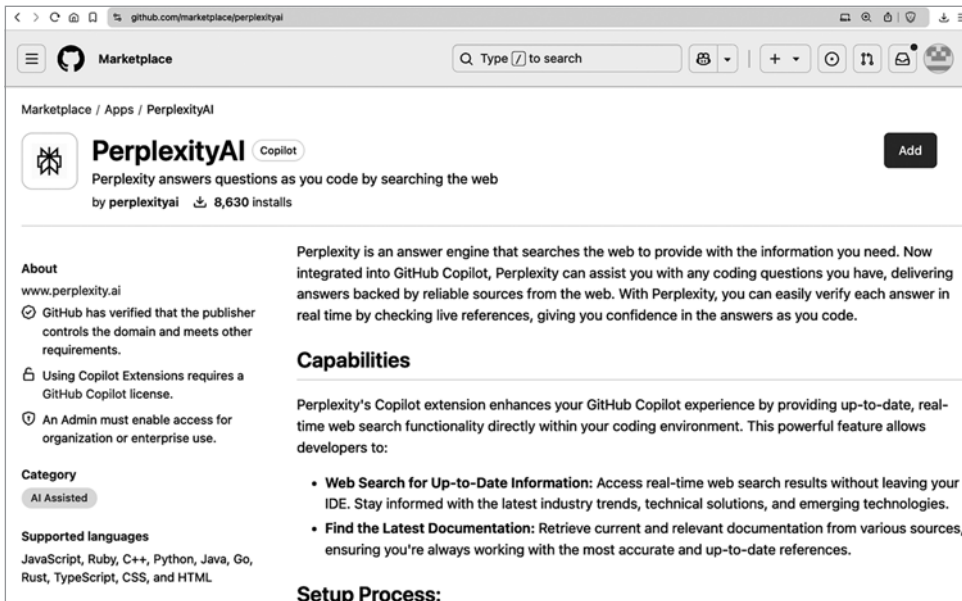 github.com/marketplace/perplexityai
Marketplace
Type / to search
Marketplace / Apps / PerplexityAI
PerplexityAI Copilot
Add
Perplexity answers questions as you code by searching the web
by perplexityai 8,630 installs
About
www.perplexity.ai
GitHub has verified that the publisher
controls the domain and meets other
requirements.
Using Copilot Extensions requires a
GitHub Copilot license.
An Admin must enable access for
organization or enterprise use.
Category
AI Assisted
Supported languages
JavaScript, Ruby, C++, Python, Java, Go,
Rust, TypeScript, CSS, and HTML
Perplexity is an answer engine that searches the web to provide with the information you need. Now
integrated into GitHub Copilot, Perplexity can assist you with any coding questions you have, delivering
answers backed by reliable sources from the web. With Perplexity, you can easily verify each answer in
real time by checking live references, giving you confidence in the answers as you code.
Capabilities
Perplexity's Copilot extension enhances your GitHub Copilot experience by providing up-to-date, real-
time web search functionality directly within your coding environment. This powerful feature allows
developers to:
• Web Search for Up-to-Date Information: Access real-time web search results without leaving your
IDE. Stay informed with the latest industry trends, technical solutions, and emerging technologies.
• Find the Latest Documentation: Retrieve current and relevant documentation from various sources,
ensuring you're always working with the most accurate and up-to-date references.
Setup Process: